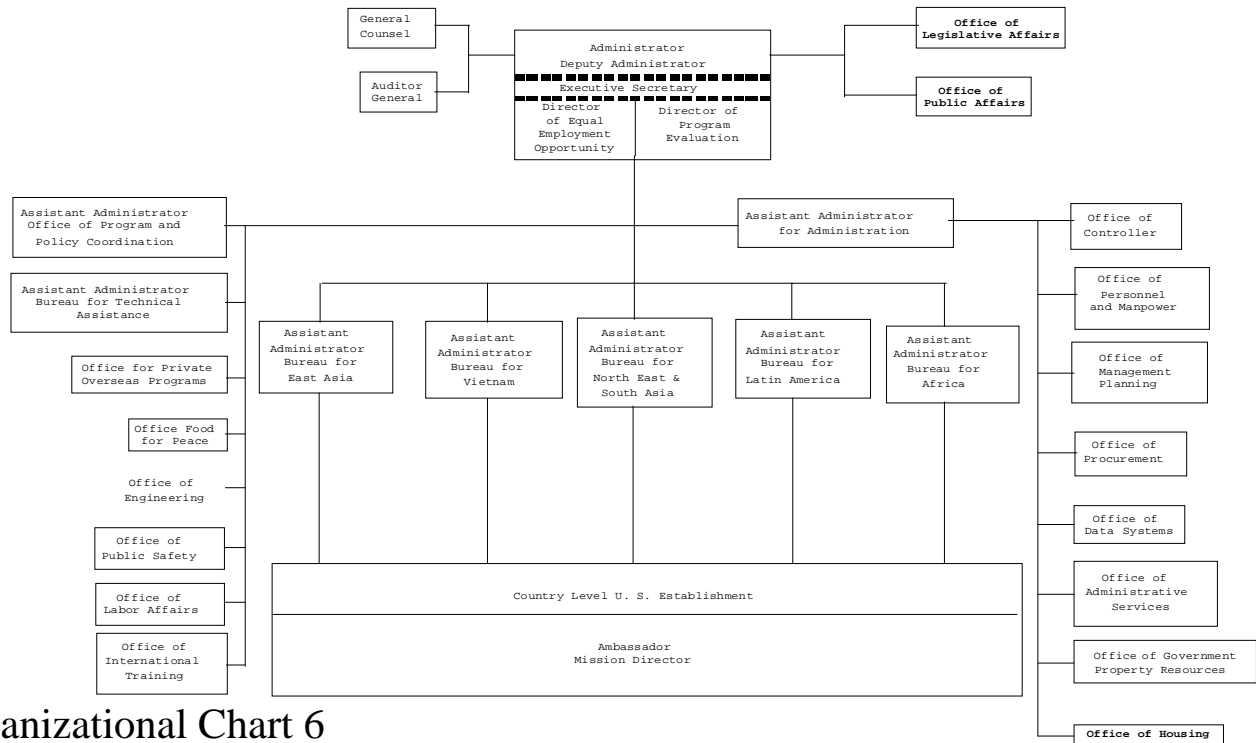 General
Counsel
Auditor
General
Administrator
Deputy Administrator
Executive Secretary
Director
of Equal
Employment
Opportunity
Director of
Program
Evaluation
Office of
Legislative Affairs
Office of
Public Affairs
Assistant Administrator
Office of Program and
Policy Coordination
Assistant Administrator
for Administration
Office of
Controller
Assistant Administrator
Bureau for Technical
Assistance
Office for Private
Overseas Programs
Office Food
for Peace
Office of
Engineering
Office of
Public Safety
Office of
Labor Affairs
Office of
International
Training
Assistant
Administrator
Bureau for
East Asia
Assistant
Administrator
Bureau for
Vietnam
Assistant
Administrator
Bureau for
North East &
South Asia
Assistant
Administrator
Bureau for
Latin America
Assistant
Administrator
Bureau for
Africa
Office of
Personnel
and Manpower
Office of
Management
Planning
Office of
Procurement
Office of
Data Systems
Office of
Administrative
Services
Office of Government
Property Resources
Office of Housing
Country Level U. S. Establishment
Ambassador
Mission Director
anizational Chart 6